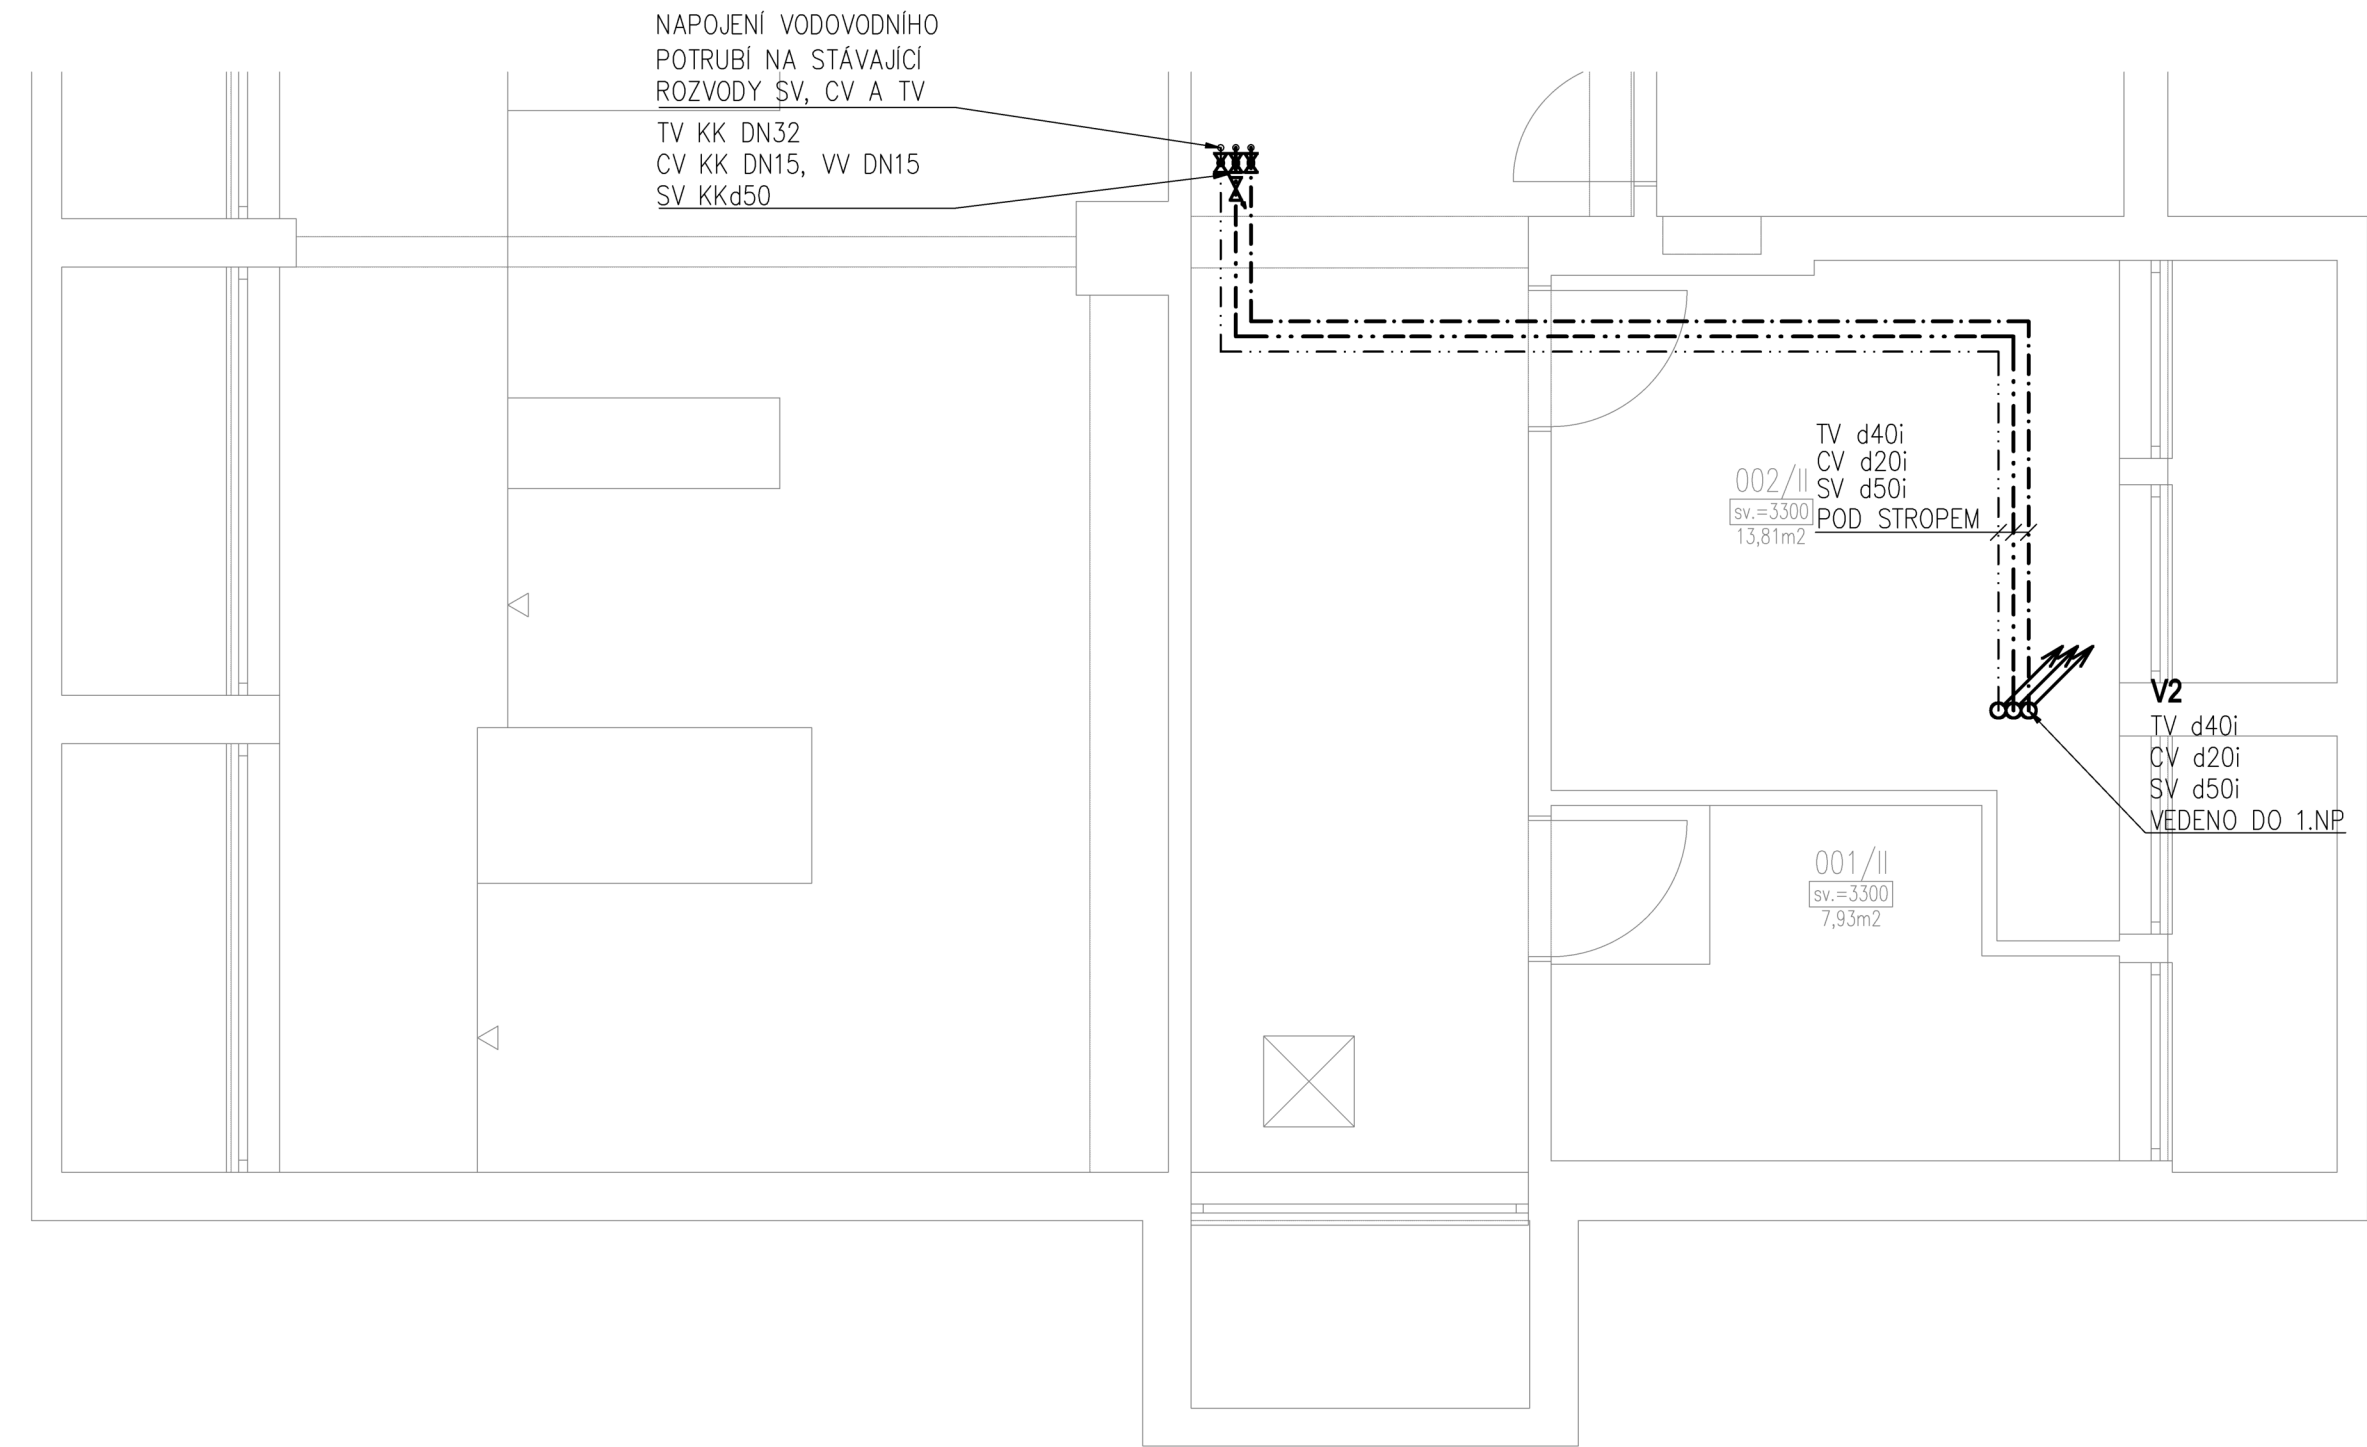 NAPOJENÍ VODOVODNÍHO
POTRUBÍ NA STÁVAJÍCÍ
ROZVODY SV, CV A TV
TV KK DN32
CV KK DN15, VV DN15
SV KKd50
TV d40i
CV d20i
SV d50i
POD STROPEM
002/II
sv.=3300
13,81m2
V2
TV d40i
CV d20i
SV d50i
VEDENO DO 1.NP
001/II
sv.=3300
7,93m2